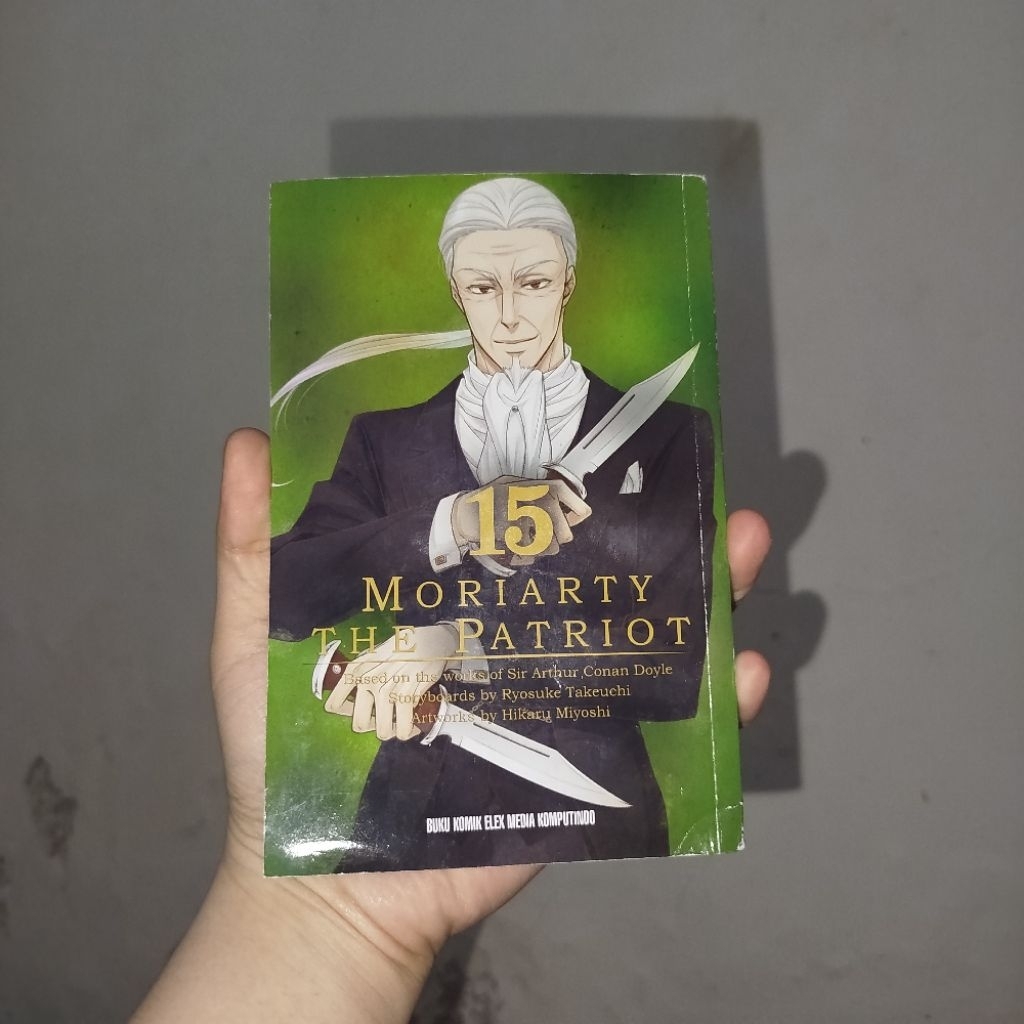 15
MORIARTY
THE PATRIOT
Based on the works of Sir Arthur Conan Doyle
Storyboards by Ryosuke Takeuchi
Artworks by Hikaru Miyoshi
BUKU KOMIK ELEX MEDIA KOMPUTINDO